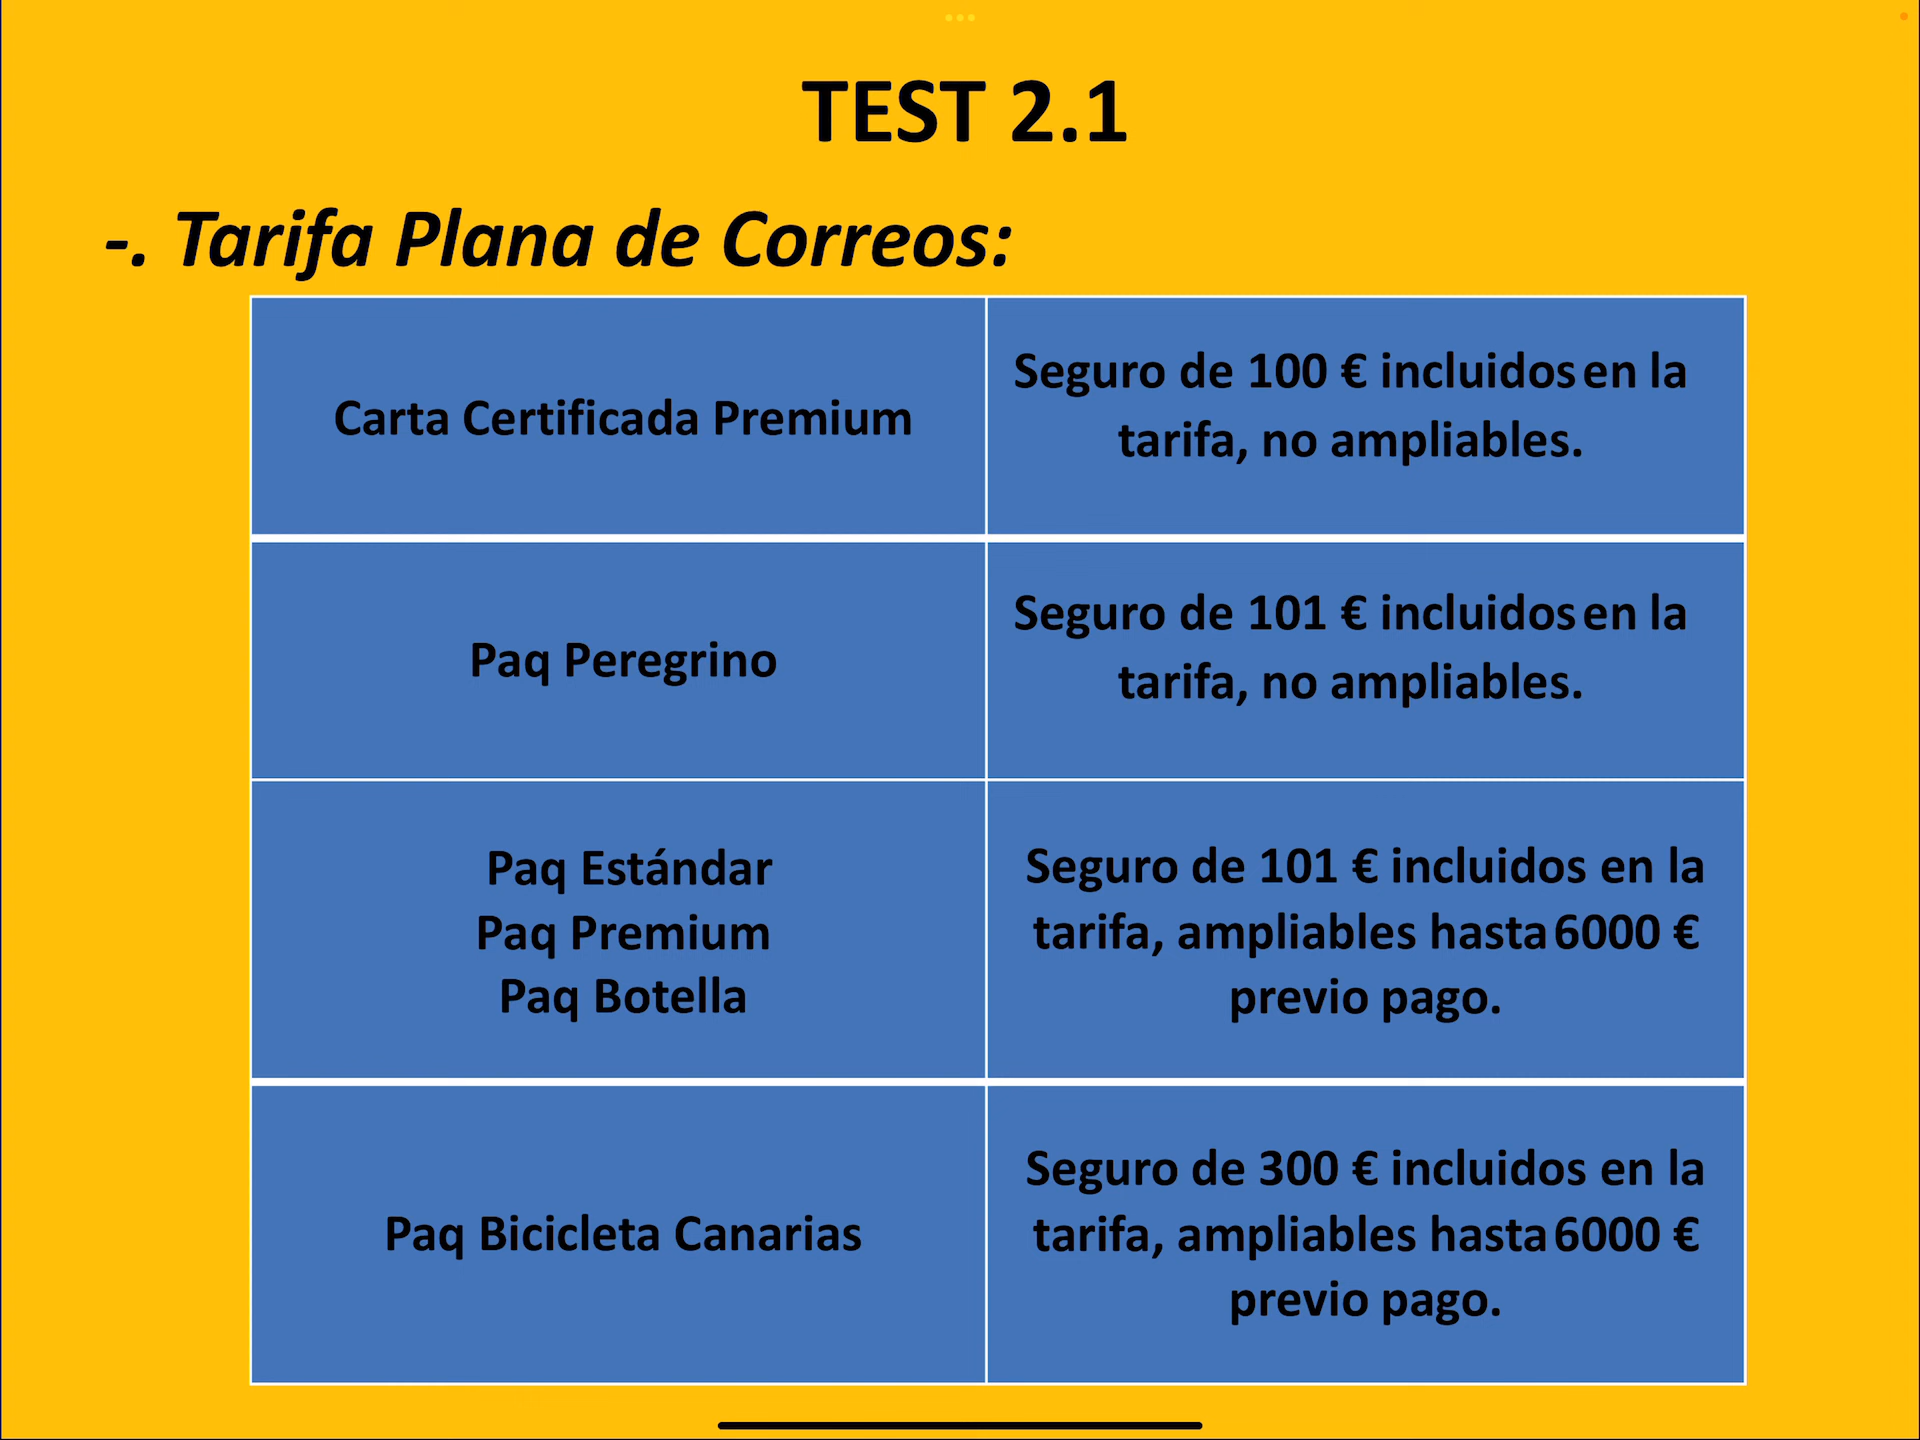 TEST 2.1
-. Tarifa Plana de Correos:
Carta Certificada Premium
Seguro de 100 € incluidos en la
tarifa, no ampliables.
Paq Peregrino
Seguro de 101 € incluidos en la
tarifa, no ampliables.
Paq Estándar
Paq Premium
Paq Botella
Seguro de 101 € incluidos en la
tarifa, ampliables hasta 6000 €
previo pago.
Paq Bicicleta Canarias
Seguro de 300 € incluidos en la
tarifa, ampliables hasta 6000 €
previo pago.